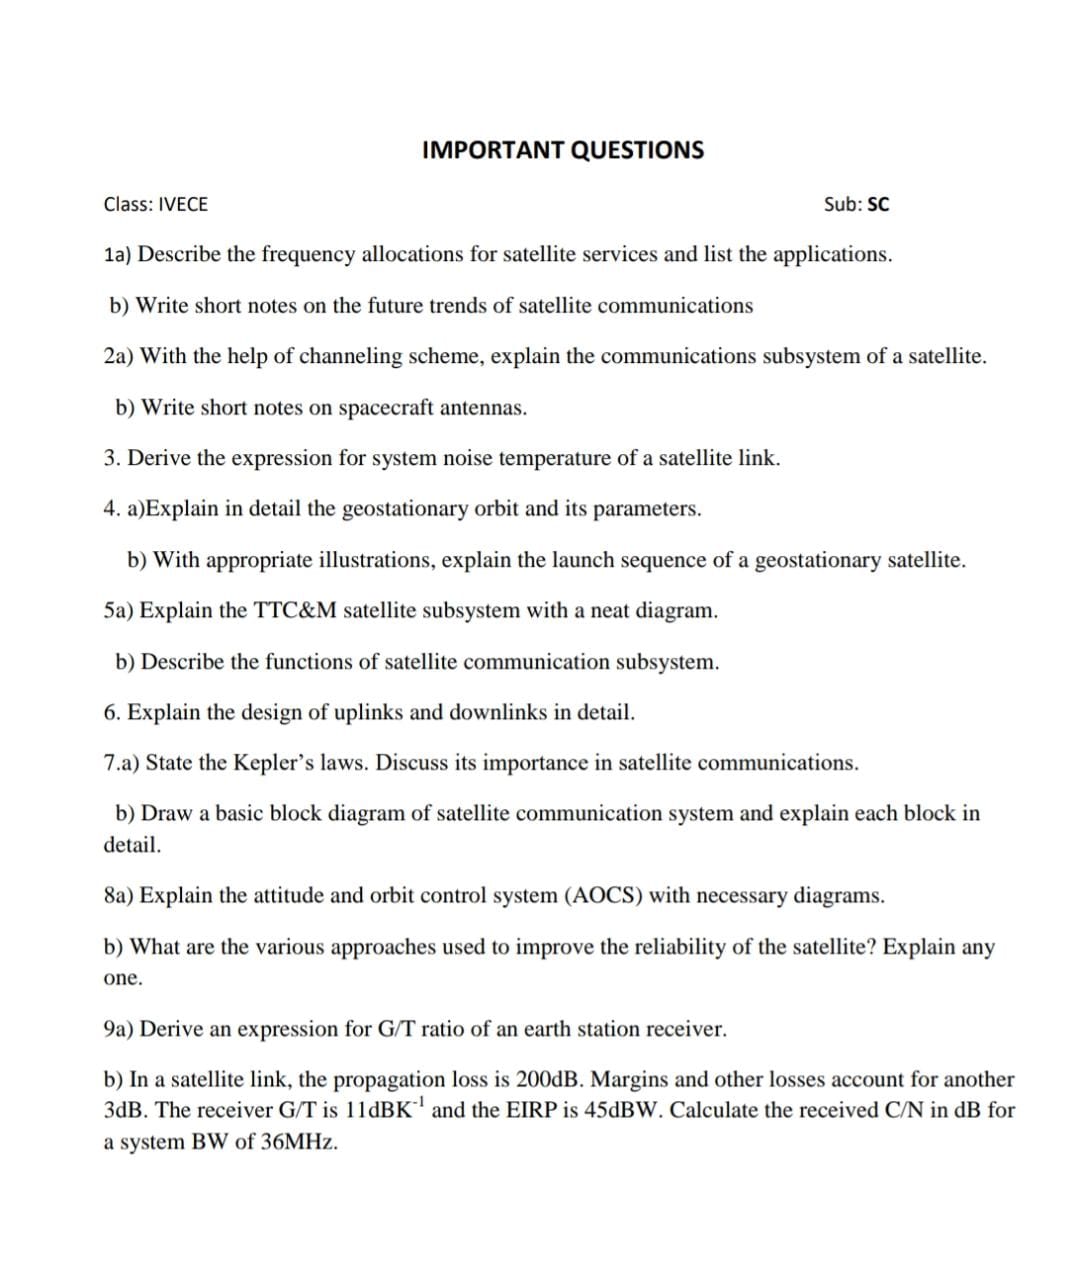 IMPORTANT QUESTIONS
Class: IVECE Sub: SC
1a) Describe the frequency allocations for satellite services and list the applications.
b) Write short notes on the future trends of satellite communications
2a) With the help of channeling scheme, explain the communications subsystem of a satellite.
b) Write short notes on spacecraft antennas.
3. Derive the expression for system noise temperature of a satellite link.
4. a)Explain in detail the geostationary orbit and its parameters.
b) With appropriate illustrations, explain the launch sequence of a geostationary satellite.
5a) Explain the TTC&M satellite subsystem with a neat diagram.
b) Describe the functions of satellite communication subsystem.
6. Explain the design of uplinks and downlinks in detail.
7.a) State the Kepler’s laws. Discuss its importance in satellite communications.
b) Draw a basic block diagram of satellite communication system and explain each block in
detail.
8a) Explain the attitude and orbit control system (AOCS) with necessary diagrams.
b) What are the various approaches used to improve the reliability of the satellite? Explain any
one.
9a) Derive an expression for G/T ratio of an earth station receiver.
b) In a satellite link, the propagation loss is 200dB. Margins and other losses account for another
3dB. The receiver G/T is 11dBK⁻¹ and the EIRP is 45dBW. Calculate the received C/N in dB for
a system BW of 36MHz.